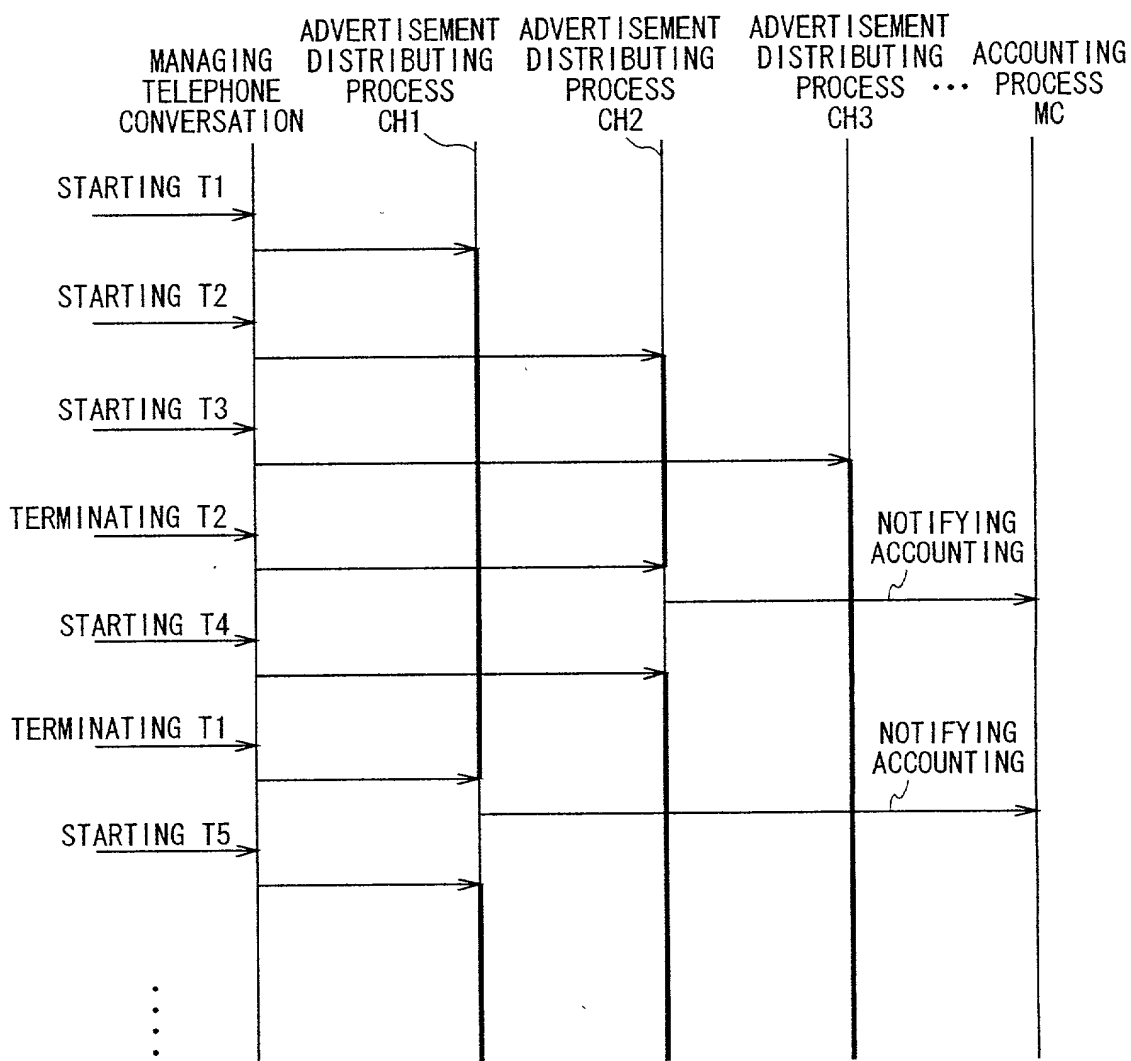 MANAGING
TELEPHONE
CONVERSATION
ADVERTISEMENT
DISTRIBUTING
PROCESS
CH1
ADVERTISEMENT
DISTRIBUTING
PROCESS
CH2
ADVERTISEMENT
DISTRIBUTING
PROCESS ...
CH3
ACCOUNTING
PROCESS
MC
STARTING T1
STARTING T2
STARTING T3
TERMINATING T2
NOTIFYING
ACCOUNTING
STARTING T4
TERMINATING T1
NOTIFYING
ACCOUNTING
STARTING T5